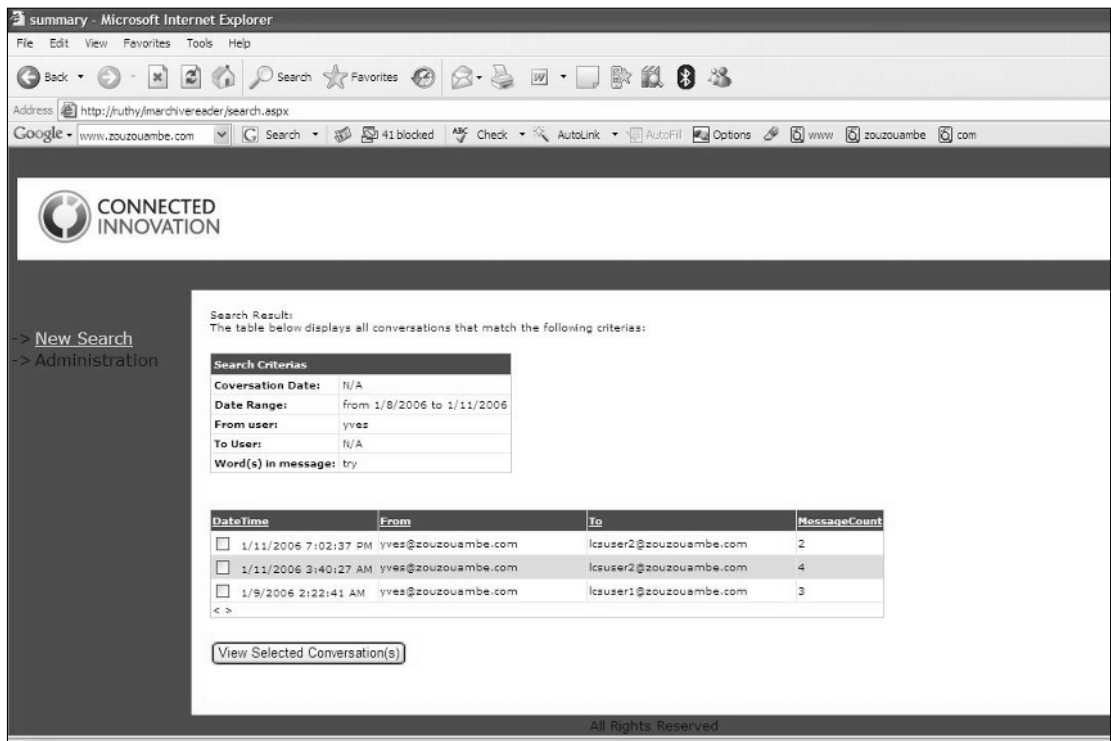 summary - Microsoft Internet Explorer
File Edit View Favorites Tools Help
Back Search Favorites
Address http://ruthy/imarchivereader/search.aspx
Google www.zouzouambe.com Search 41 blocked Check AutoLink AutoFill Options www zouzouambe com
CONNECTED
INNOVATION
-> New Search
-> Administration
Search Result:
The table below displays all conversations that match the following criterias:
Search Criterias
Coversation Date: N/A
Date Range: from 1/8/2006 to 1/11/2006
From user: yves
To User: N/A
Word(s) in message: try
DateTime From To MessageCount
1/11/2006 7:02:37 PM yves@zouzouambe.com lcsuser2@zouzouambe.com 2
1/11/2006 3:40:27 AM yves@zouzouambe.com lcsuser2@zouzouambe.com 4
1/9/2006 2:22:41 AM yves@zouzouambe.com lcsuser1@zouzouambe.com 3
< >
View Selected Conversation(s)
All Rights Reserved